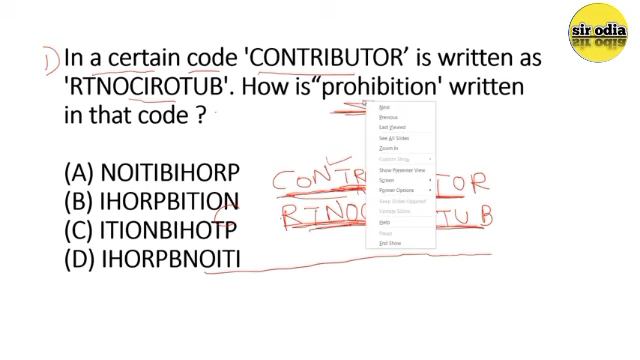 sir odia
sir odia
1) In a certain code 'CONTRIBUTOR' is written as
'RTNOCIROTUB'. How is“prohibition' written
in that code ?
(A) NOITIBIHORP
(B) IHORPBITION
(C) ITIONBIHOTP
(D) IHORPBNOITI
CONTR TOR
RTNOC TUB
Next
Previous
Last Viewed
See All Slides
Zoom In
Custom Show
Show Presenter View
Screen
Pointer Options
Help
Pause
End Show